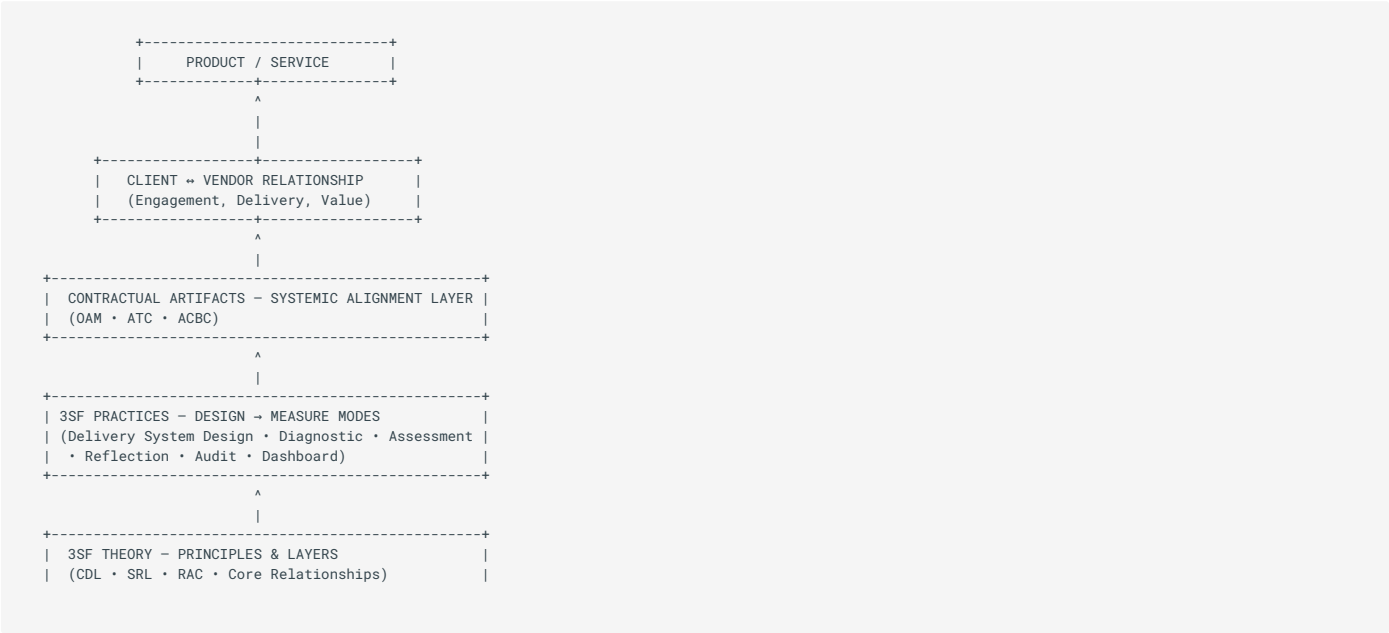 +-----------------------------+
|     PRODUCT / SERVICE       |
+-------------+---------------+
^
|
|
+------------------+------------------+
|   CLIENT ↔ VENDOR RELATIONSHIP      |
|   (Engagement, Delivery, Value)     |
+------------------+------------------+
^
|
+---------------------------------------------------+
|  CONTRACTUAL ARTIFACTS — SYSTEMIC ALIGNMENT LAYER |
|  (OAM • ATC • ACBC)                               |
+---------------------------------------------------+
^
|
+---------------------------------------------------+
| 3SF PRACTICES — DESIGN → MEASURE MODES            |
| (Delivery System Design • Diagnostic • Assessment |
|  • Reflection • Audit • Dashboard)                |
+---------------------------------------------------+
^
|
+---------------------------------------------------+
|  3SF THEORY — PRINCIPLES & LAYERS                 |
|  (CDL • SRL • RAC • Core Relationships)           |